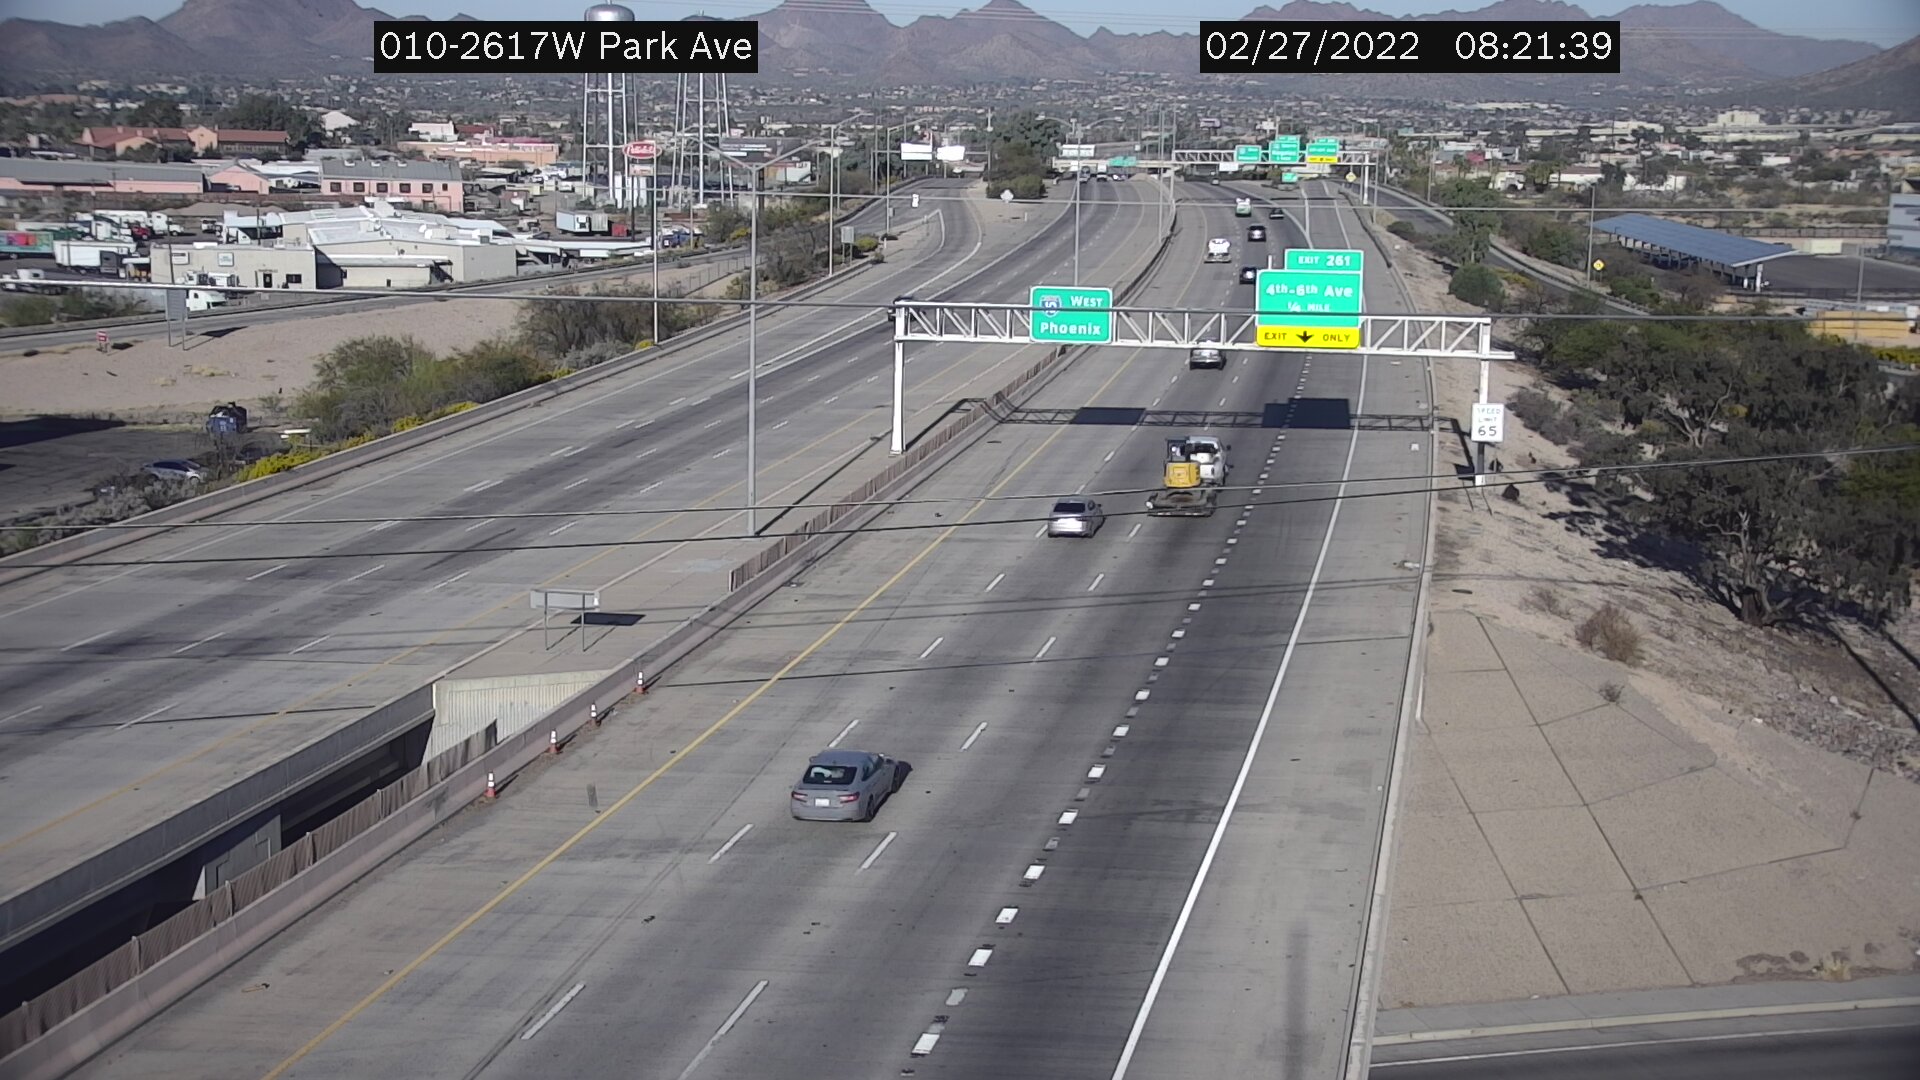 010-2617W Park Ave
02/27/2022 08:21:39
EXIT 261
4th-6th Ave
1/4 MILE
EXIT ONLY
10 WEST
Phoenix
SPEED
LIMIT
65